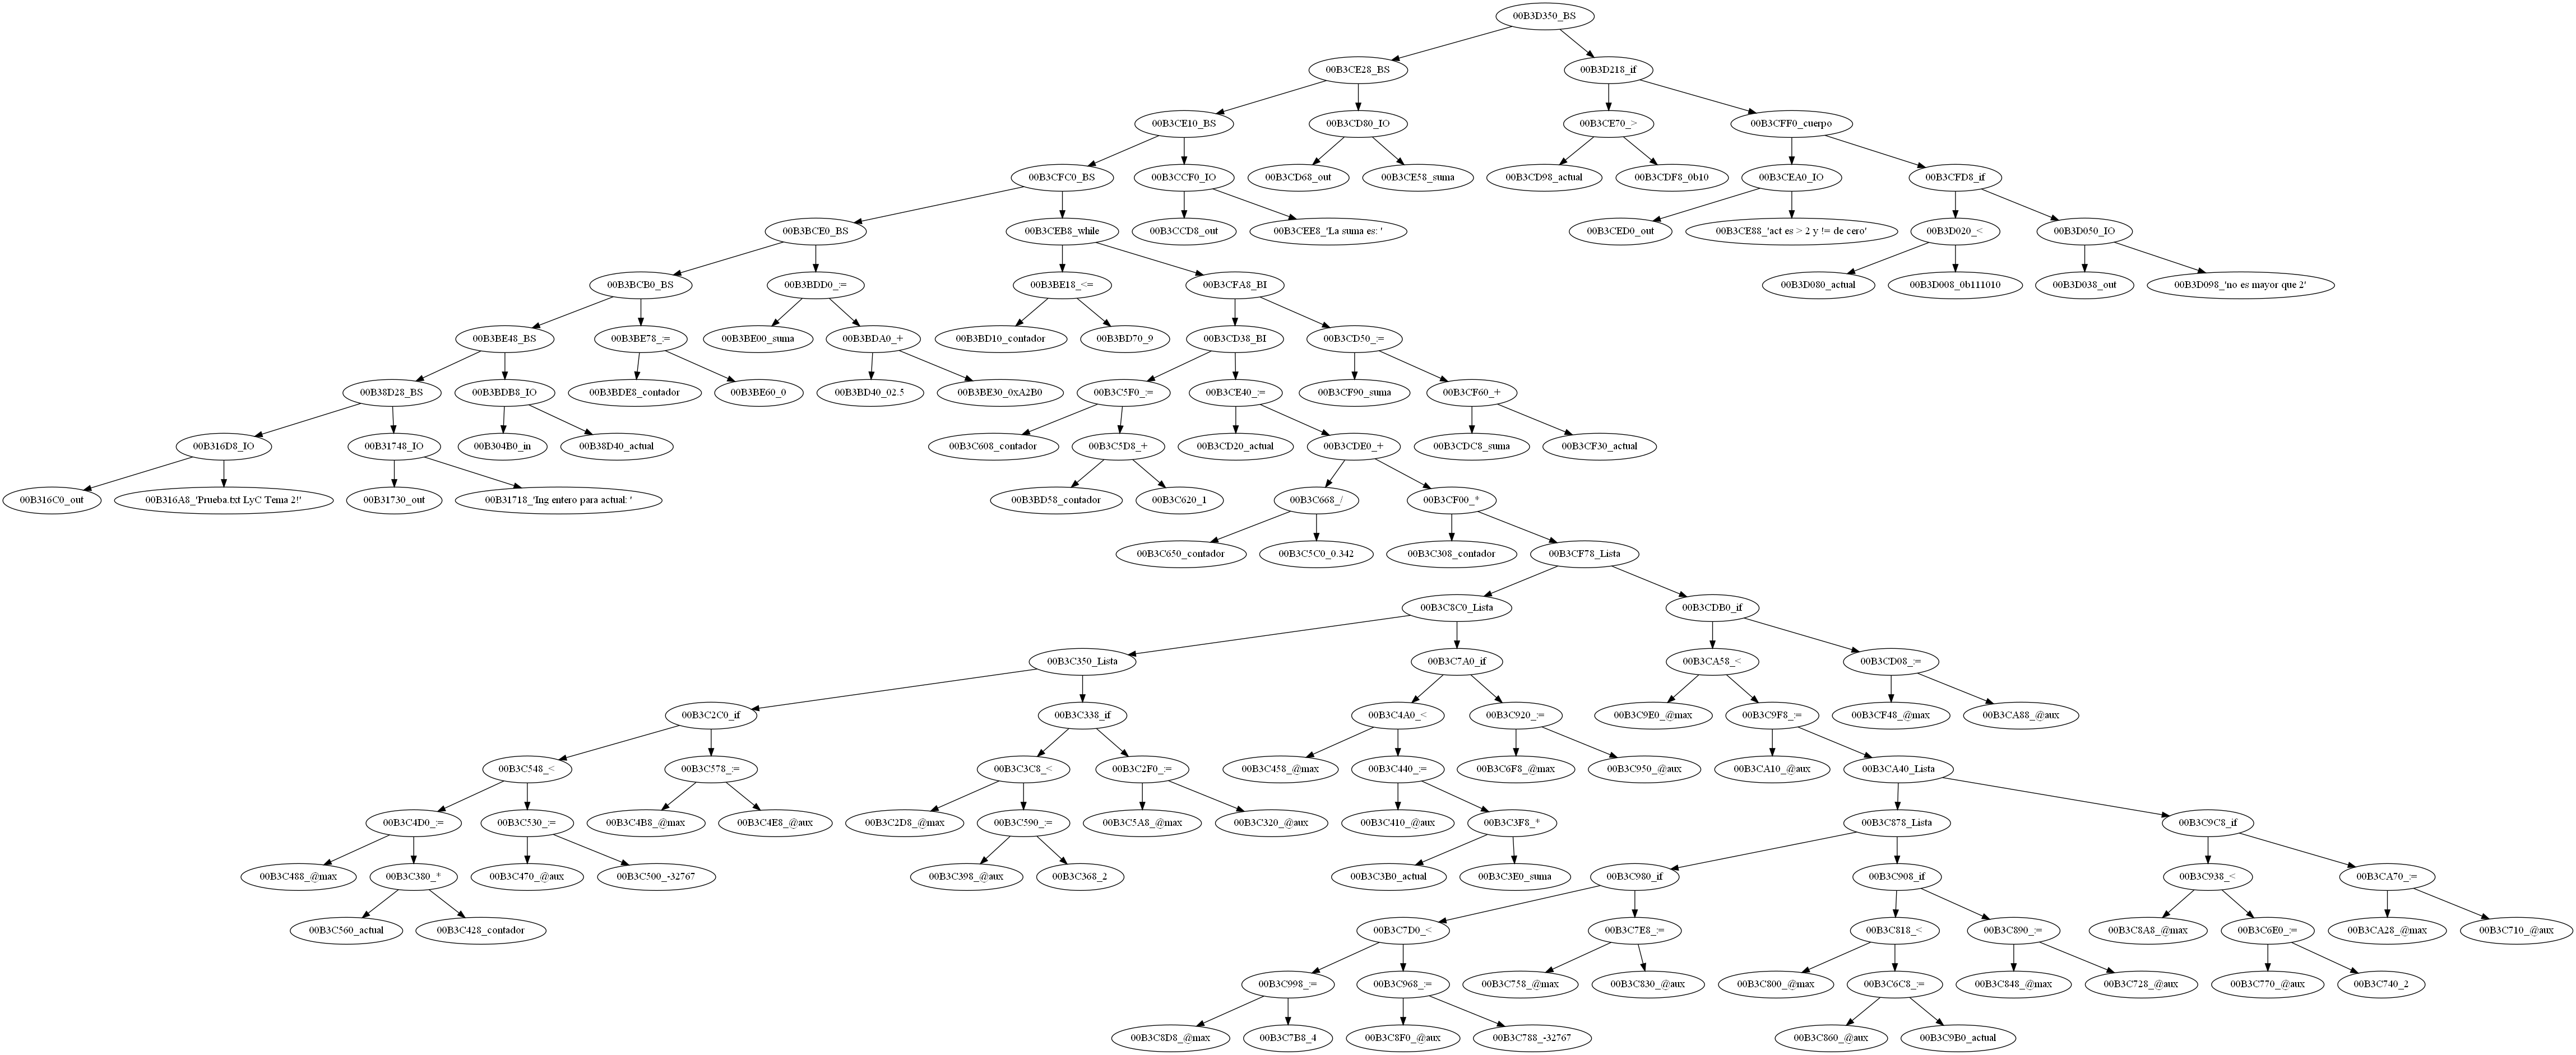 00B3D350_BS
00B3CE28_BS
00B3D218_if
00B3CE10_BS
00B3CD80_IO
00B3CE70_>
00B3CFF0_cuerpo
00B3CFC0_BS
00B3CCF0_IO
00B3CD68_out
00B3CE58_suma
00B3CD98_actual
00B3CDF8_0b10
00B3CEA0_IO
00B3CFD8_if
00B3BCE0_BS
00B3CEB8_while
00B3CCD8_out
00B3CEE8_'La suma es: '
00B3CED0_out
00B3CE88_'act es > 2 y != de cero'
00B3D020_<
00B3D050_IO
00B3BCB0_BS
00B3BDD0_:=
00B3BE18_<=
00B3CFA8_BI
00B3D080_actual
00B3D008_0b111010
00B3D038_out
00B3D098_'no es mayor que 2'
00B3BE48_BS
00B3BE78_:=
00B3BE00_suma
00B3BDA0_+
00B3BD10_contador
00B3BD70_9
00B3CD38_BI
00B3CD50_:=
00B38D28_BS
00B3BDB8_IO
00B3BDE8_contador
00B3BE60_0
00B3BD40_02.5
00B3BE30_0xA2B0
00B3C5F0_:=
00B3CE40_:=
00B3CF90_suma
00B3CF60_+
00B316D8_IO
00B31748_IO
00B304B0_in
00B38D40_actual
00B3C608_contador
00B3C5D8_+
00B3CD20_actual
00B3CDE0_+
00B3CDC8_suma
00B3CF30_actual
00B316C0_out
00B316A8_'Prueba.txt LyC Tema 2!'
00B31730_out
00B31718_'Ing entero para actual: '
00B3BD58_contador
00B3C620_1
00B3C668_/
00B3CF00_*
00B3C650_contador
00B3C5C0_0.342
00B3C308_contador
00B3CF78_Lista
00B3C8C0_Lista
00B3CDB0_if
00B3C350_Lista
00B3C7A0_if
00B3CA58_<
00B3CD08_:=
00B3C2C0_if
00B3C338_if
00B3C4A0_<
00B3C920_:=
00B3C9E0_@max
00B3C9F8_:=
00B3CF48_@max
00B3CA88_@aux
00B3C548_<
00B3C578_:=
00B3C3C8_<
00B3C2F0_:=
00B3C458_@max
00B3C440_:=
00B3C6F8_@max
00B3C950_@aux
00B3CA10_@aux
00B3CA40_Lista
00B3C4D0_:=
00B3C530_:=
00B3C4B8_@max
00B3C4E8_@aux
00B3C2D8_@max
00B3C590_:=
00B3C5A8_@max
00B3C320_@aux
00B3C410_@aux
00B3C3F8_*
00B3C878_Lista
00B3C9C8_if
00B3C488_@max
00B3C380_*
00B3C470_@aux
00B3C500_-32767
00B3C398_@aux
00B3C368_2
00B3C3B0_actual
00B3C3E0_suma
00B3C980_if
00B3C908_if
00B3C938_<
00B3CA70_:=
00B3C560_actual
00B3C428_contador
00B3C7D0_<
00B3C7E8_:=
00B3C818_<
00B3C890_:=
00B3C8A8_@max
00B3C6E0_:=
00B3CA28_@max
00B3C710_@aux
00B3C998_:=
00B3C968_:=
00B3C758_@max
00B3C830_@aux
00B3C800_@max
00B3C6C8_:=
00B3C848_@max
00B3C728_@aux
00B3C770_@aux
00B3C740_2
00B3C8D8_@max
00B3C7B8_4
00B3C8F0_@aux
00B3C788_-32767
00B3C860_@aux
00B3C9B0_actual